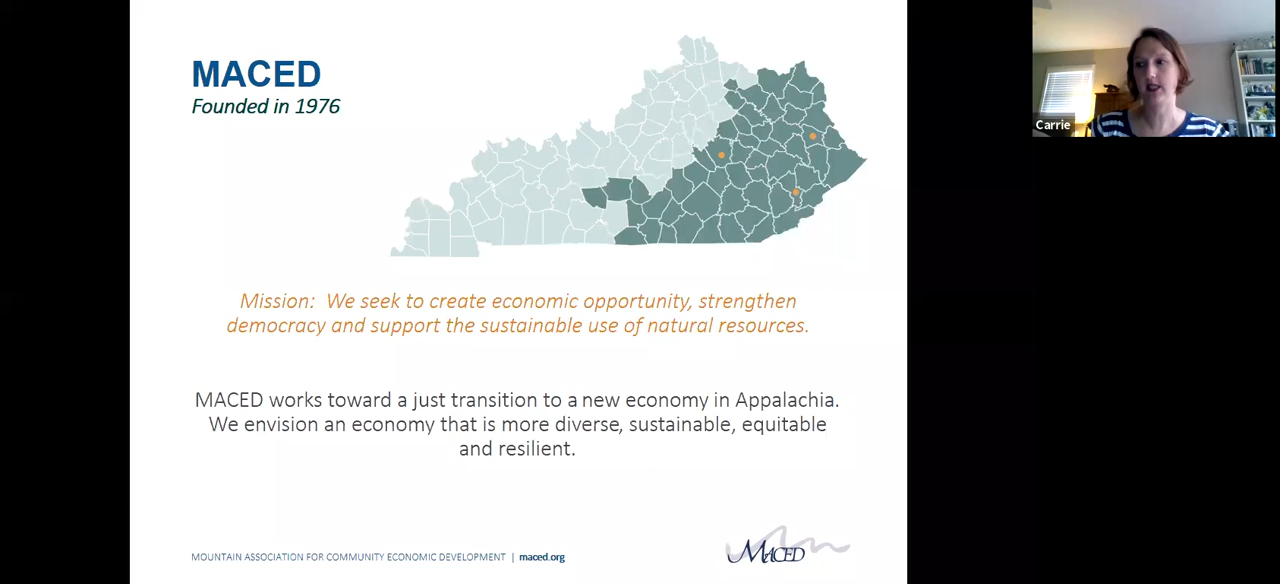 MACED
Founded in 1976
Carrie
Mission: We seek to create economic opportunity, strengthen
democracy and support the sustainable use of natural resources.
MACED works toward a just transition to a new economy in Appalachia.
We envision an economy that is more diverse, sustainable, equitable
and resilient.
MOUNTAIN ASSOCIATION FOR COMMUNITY ECONOMIC DEVELOPMENT | maced.org
MACED